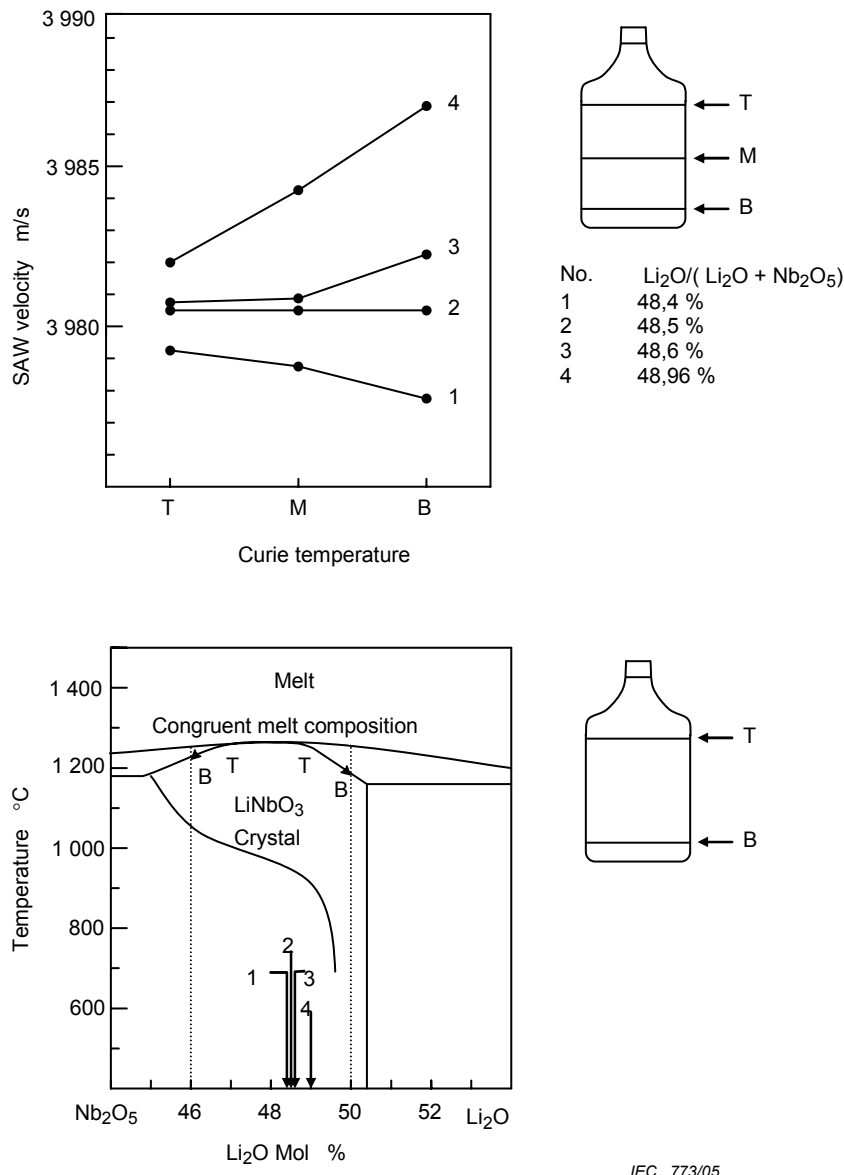 3 990
3 985
3 980
SAW velocity m/s
4
3
2
1
T M B
Curie temperature
T
M
B
No. Li₂O/( Li₂O + Nb₂O₅)
1 48,4 %
2 48,5 %
3 48,6 %
4 48,96 %
1 400
1 200
1 000
800
600
Temperature °C
Melt
Congruent melt composition
B T T B
LiNbO₃
Crystal
2
1 3
4
Nb₂O₅ 46 48 50 52 Li₂O
Li₂O Mol %
T
B
IEC 773/05